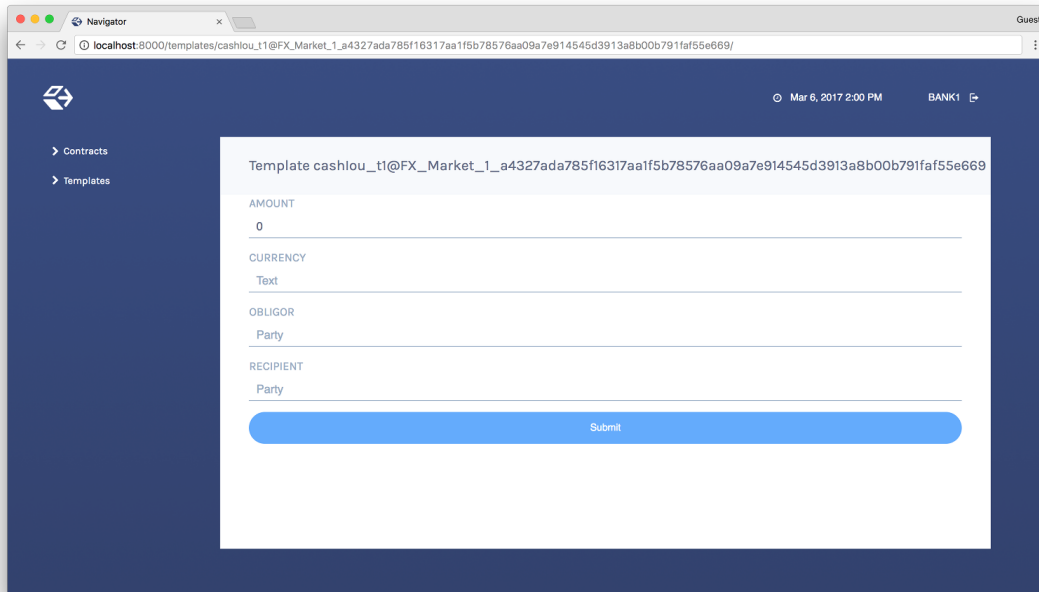 Navigator
Guest
localhost:8000/templates/cashIou_t1@FX_Market_1_a4327ada785f16317aa1f5b78576aa09a7e914545d3913a8b00b791faf55e669/
Mar 6, 2017 2:00 PM BANK1
Contracts
Templates
Template cashIou_t1@FX_Market_1_a4327ada785f16317aa1f5b78576aa09a7e914545d3913a8b00b791faf55e669
AMOUNT
0
CURRENCY
Text
OBLIGOR
Party
RECIPIENT
Party
Submit